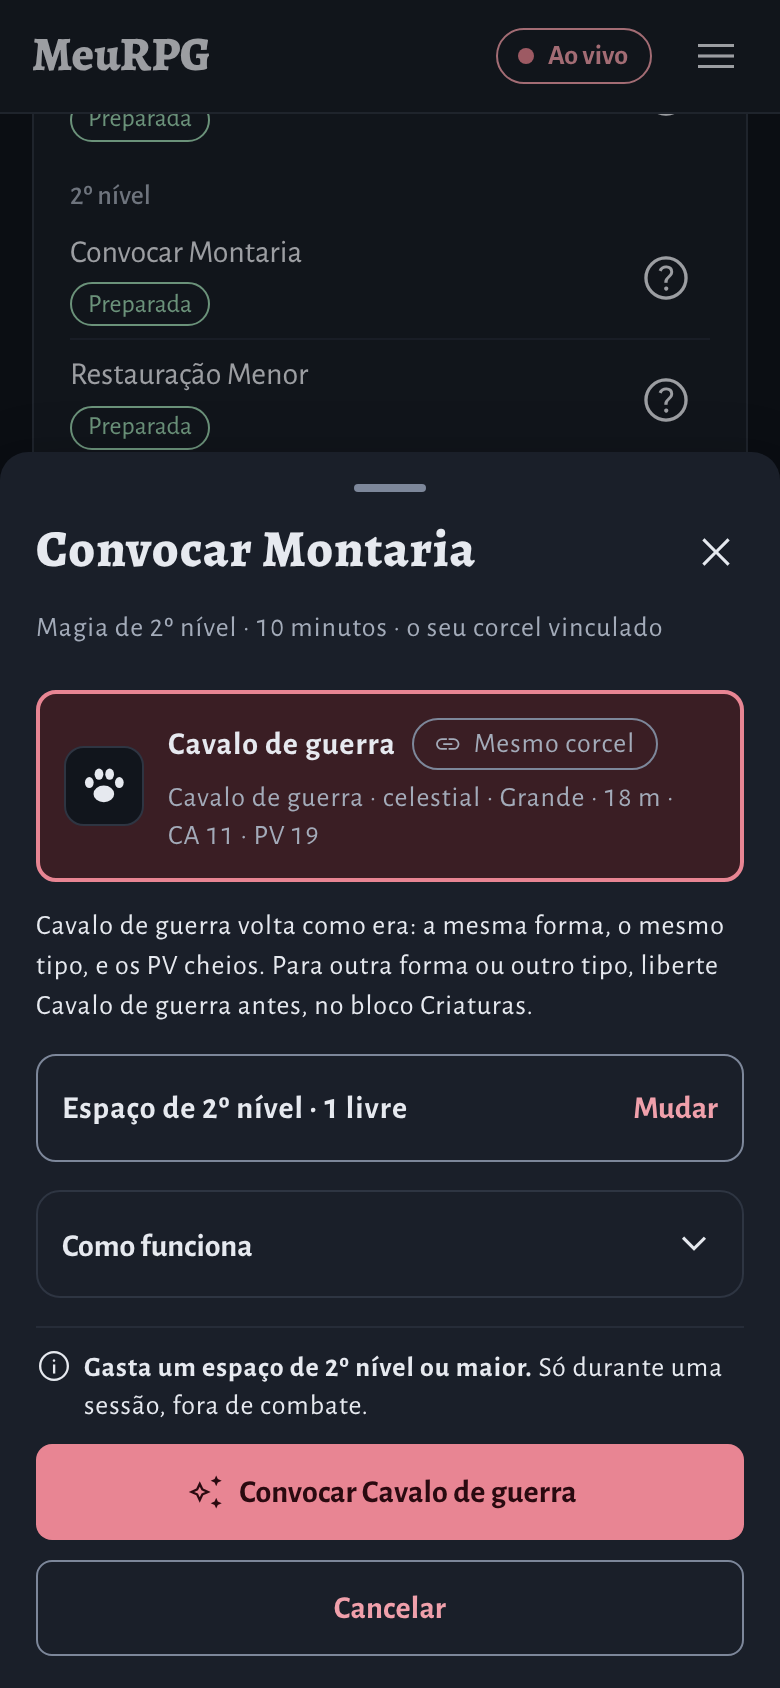 MeuRPG
Ao vivo
Preparada
2º nível
Convocar Montaria
Preparada
Restauração Menor
Preparada
Convocar Montaria
Magia de 2º nível · 10 minutos · o seu corcel vinculado
Cavalo de guerra
Mesmo corcel
Cavalo de guerra · celestial · Grande · 18 m ·
CA 11 · PV 19
Cavalo de guerra volta como era: a mesma forma, o mesmo
tipo, e os PV cheios. Para outra forma ou outro tipo, liberte
Cavalo de guerra antes, no bloco Criaturas.
Espaço de 2º nível · 1 livre
Mudar
Como funciona
Gasta um espaço de 2º nível ou maior. Só durante uma
sessão, fora de combate.
Convocar Cavalo de guerra
Cancelar